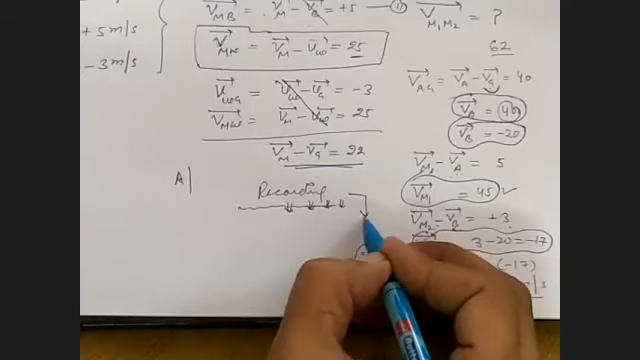 V_MB = V_M - V_B = +5 — (1)
V_M1M2 = ?
+5 m/s
-3 m/s
V_MW = V_M - V_W = 25
62
V_WG = V_W - V_G = -3
V_MW = V_M - V_W = 25
V_M - V_G = 22
V_AG = V_A - V_G = 40
V_A = 40
V_B = -20
V_M1 - V_A = 5
V_M1 = 45 ✓
V_M2 - V_B = +3
3-20 = -17
(-17)
A|
Recording